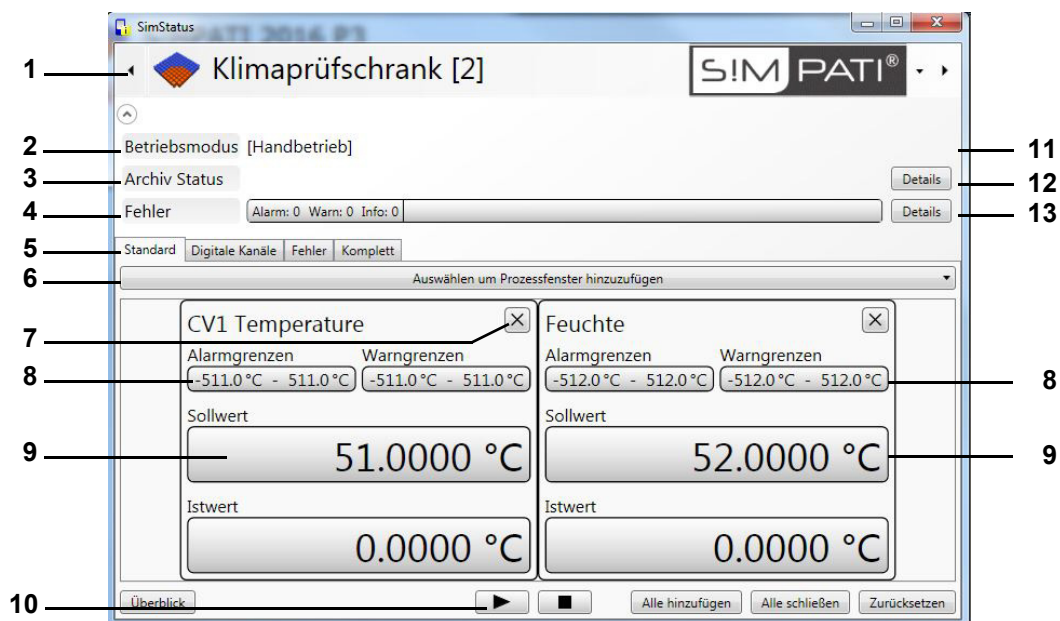 SimStatus
SIMPATI 2016 P3
1 Klimaprüfschrank [2] S!M PATI®
2 Betriebsmodus [Handbetrieb] 11
3 Archiv Status Details 12
4 Fehler Alarm: 0 Warn: 0 Info: 0 Details 13
5 Standard Digitale Kanäle Fehler Komplett
6 Auswählen um Prozessfenster hinzuzufügen
CV1 Temperature Feuchte
7
Alarmgrenzen Warngrenzen Alarmgrenzen Warngrenzen
8 -511.0 °C - 511.0 °C -511.0 °C - 511.0 °C -512.0 °C - 512.0 °C -512.0 °C - 512.0 °C 8
Sollwert Sollwert
9 51.0000 °C 52.0000 °C 9
Istwert Istwert
0.0000 °C 0.0000 °C
10 Überblick Alle hinzufügen Alle schließen Zurücksetzen